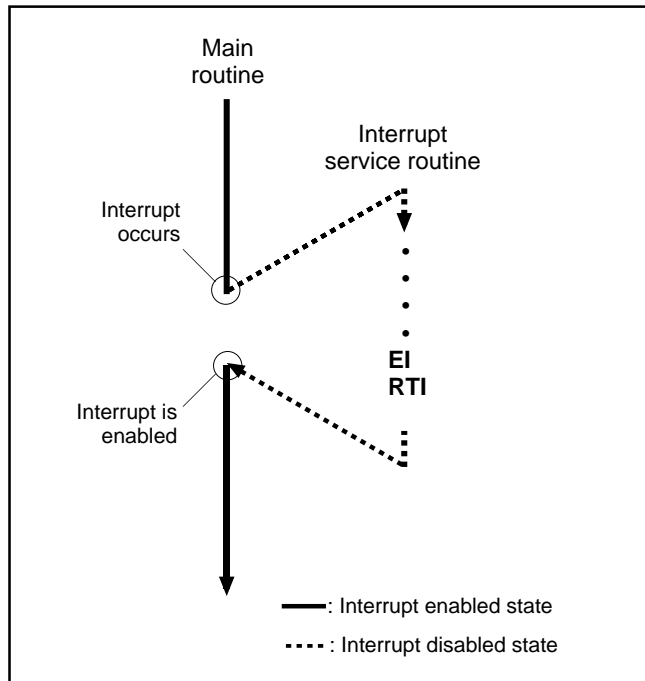 Main
routine
Interrupt
service routine
Interrupt
occurs
EI
RTI
Interrupt is
enabled
: Interrupt enabled state
: Interrupt disabled state